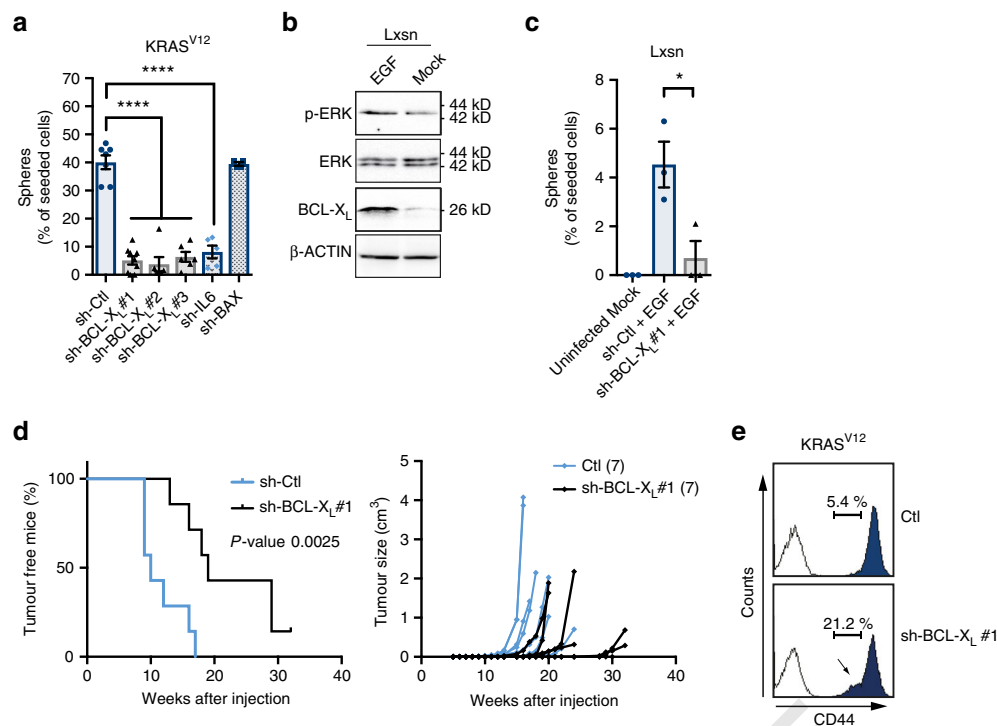 a
KRAS^V12
****
****
Spheres
(% of seeded cells)
70
60
50
40
30
20
10
0
sh-Ctl
sh-BCL-X_L#1
sh-BCL-X_L#2
sh-BCL-X_L#3
sh-IL6
sh-BAX
b
Lxsn
EGF
Mock
p-ERK
44 kD
42 kD
ERK
44 kD
42 kD
BCL-X_L
26 kD
β-ACTIN
c
Lxsn
*
Spheres
(% of seeded cells)
8
6
4
2
0
Uninfected Mock
sh-Ctl + EGF
sh-BCL-X_L#1 + EGF
d
Tumour free mice (%)
100
50
0
sh-Ctl
sh-BCL-X_L#1
P-value 0.0025
0 10 20 30 40
Weeks after injection
Tumour size (cm³)
5
4
3
2
1
0
Ctl (7)
sh-BCL-X_L#1 (7)
0 10 20 30 40
Weeks after injection
e
KRAS^V12
5.4 %
Ctl
21.2 %
sh-BCL-X_L #1
Counts
CD44